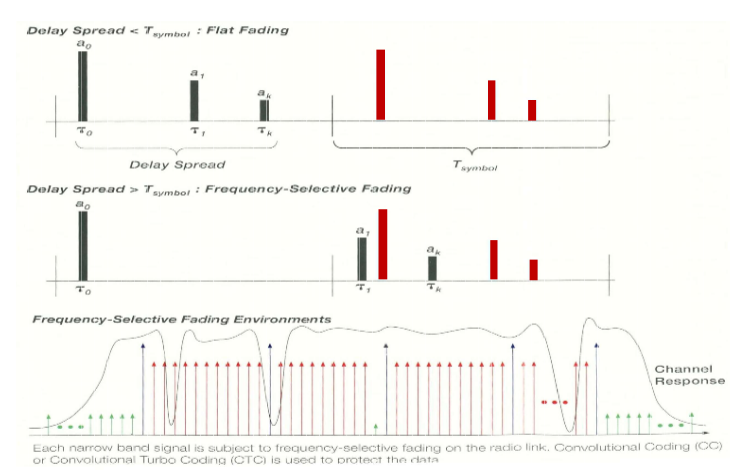 Delay Spread < Tsymbol : Flat Fading
a0
a1
ak
τ0 τ1 τk
Delay Spread Tsymbol
Delay Spread > Tsymbol : Frequency-Selective Fading
a0
a1
ak
τ0 τ1 τk
Frequency-Selective Fading Environments
Channel
Response
Each narrow band signal is subject to frequency-selective fading on the radio link. Convolutional Coding (CC)
or Convolutional Turbo Coding (CTC) is used to protect the data